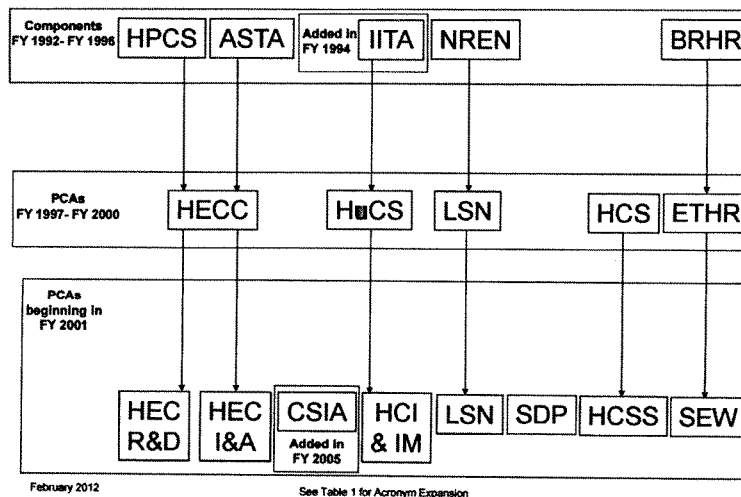 Components
FY 1992- FY 1996
HPCS
ASTA
Added in
FY 1994
IITA
NREN
BRHR
PCAs
FY 1997- FY 2000
HECC
HuCS
LSN
HCS
ETHR
PCAs
beginning in
FY 2001
HEC
R&D
HEC
I&A
CSIA
Added in
FY 2005
HCI
& IM
LSN
SDP
HCSS
SEW
February 2012
See Table 1 for Acronym Expansion